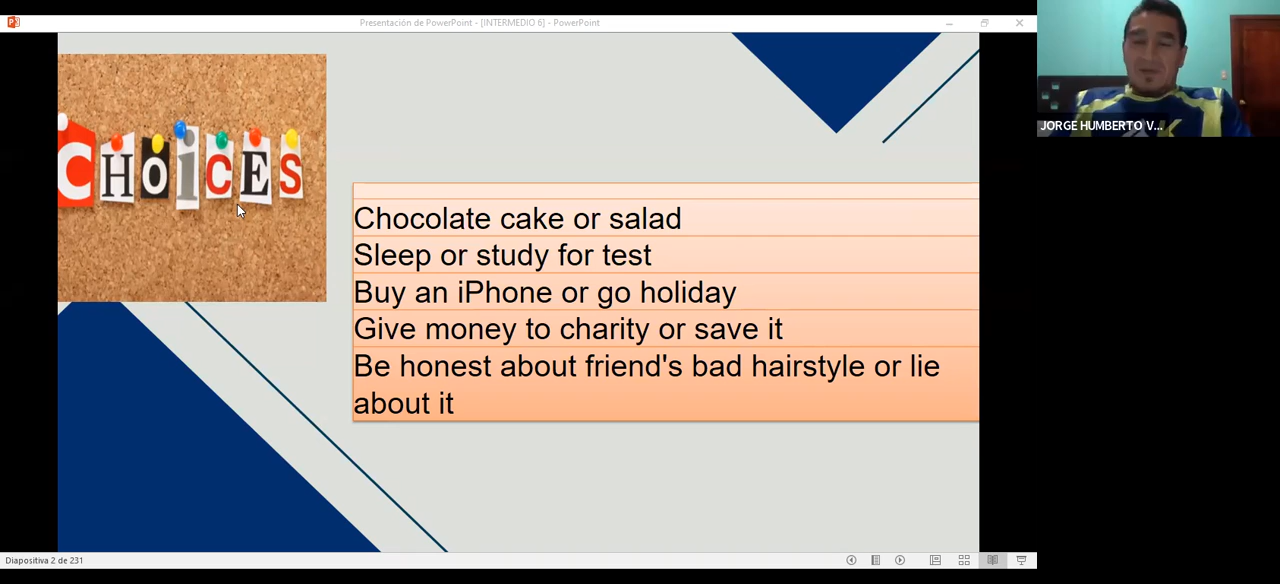 Presentación de PowerPoint - [INTERMEDIO 6] - PowerPoint
JORGE HUMBERTO V...
CHOiCES
Chocolate cake or salad
Sleep or study for test
Buy an iPhone or go holiday
Give money to charity or save it
Be honest about friend's bad hairstyle or lie
about it
Diapositiva 2 de 231